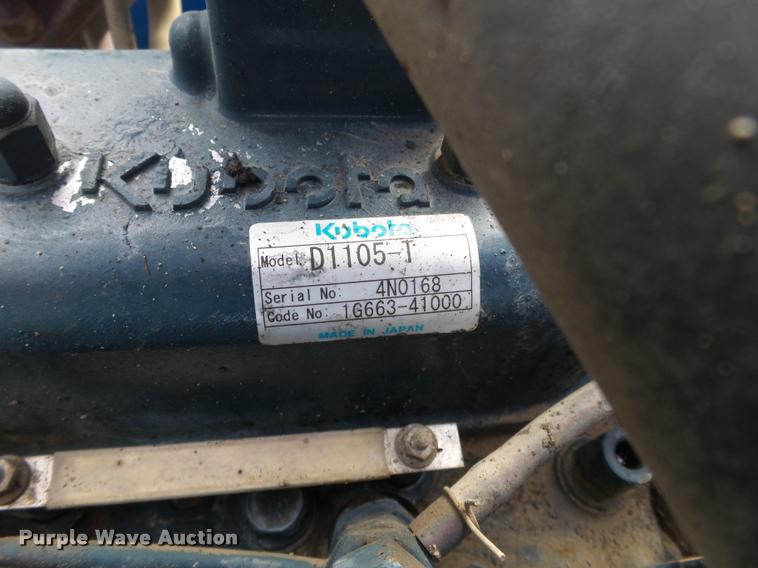 Kubota
Kubota
Model: D1105-T
Serial No: 4N0168
Code No: 1G663-41000
MADE IN JAPAN
Purple Wave Auction